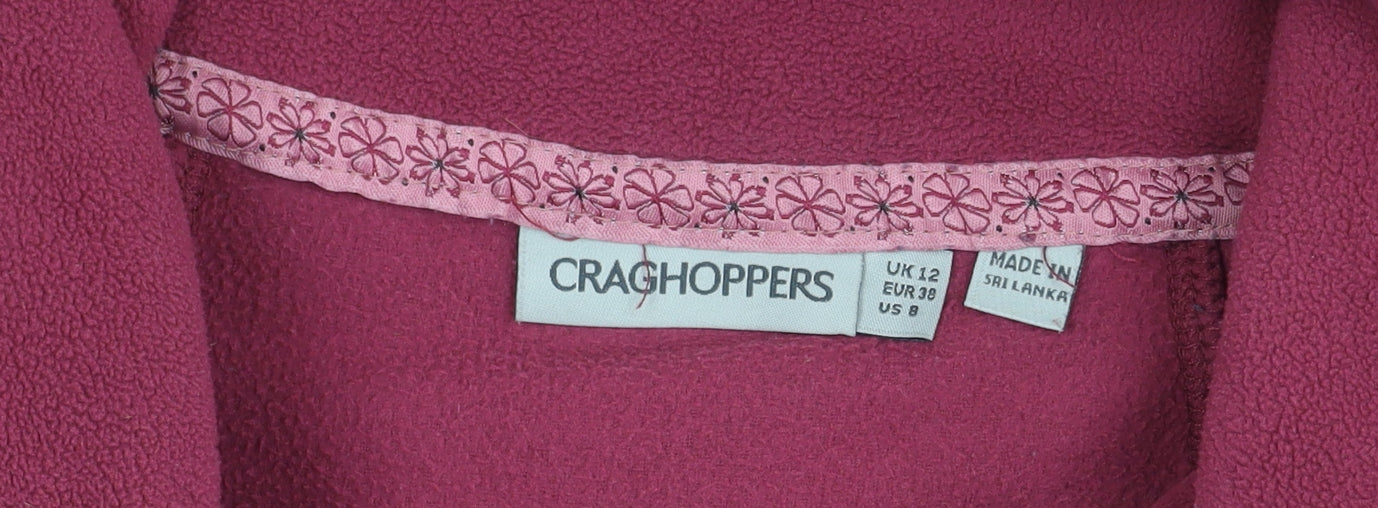 CRAGHOPPERS
UK 12
EUR 38
US 8
MADE IN
SRI LANKA